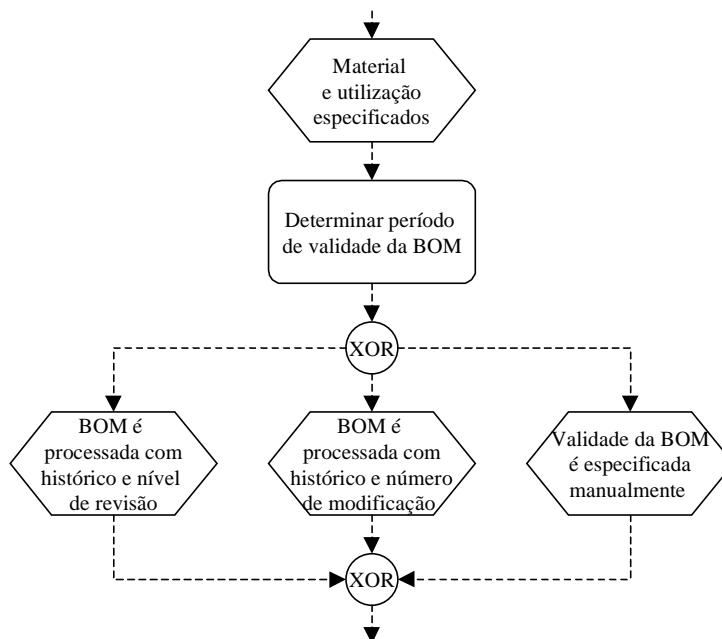 Material
e utilização
especificados
Determinar período
de validade da BOM
XOR
BOM é
processada com
histórico e nível
de revisão
BOM é
processada com
histórico e número
de modificação
Validade da BOM
é especificada
manualmente
XOR